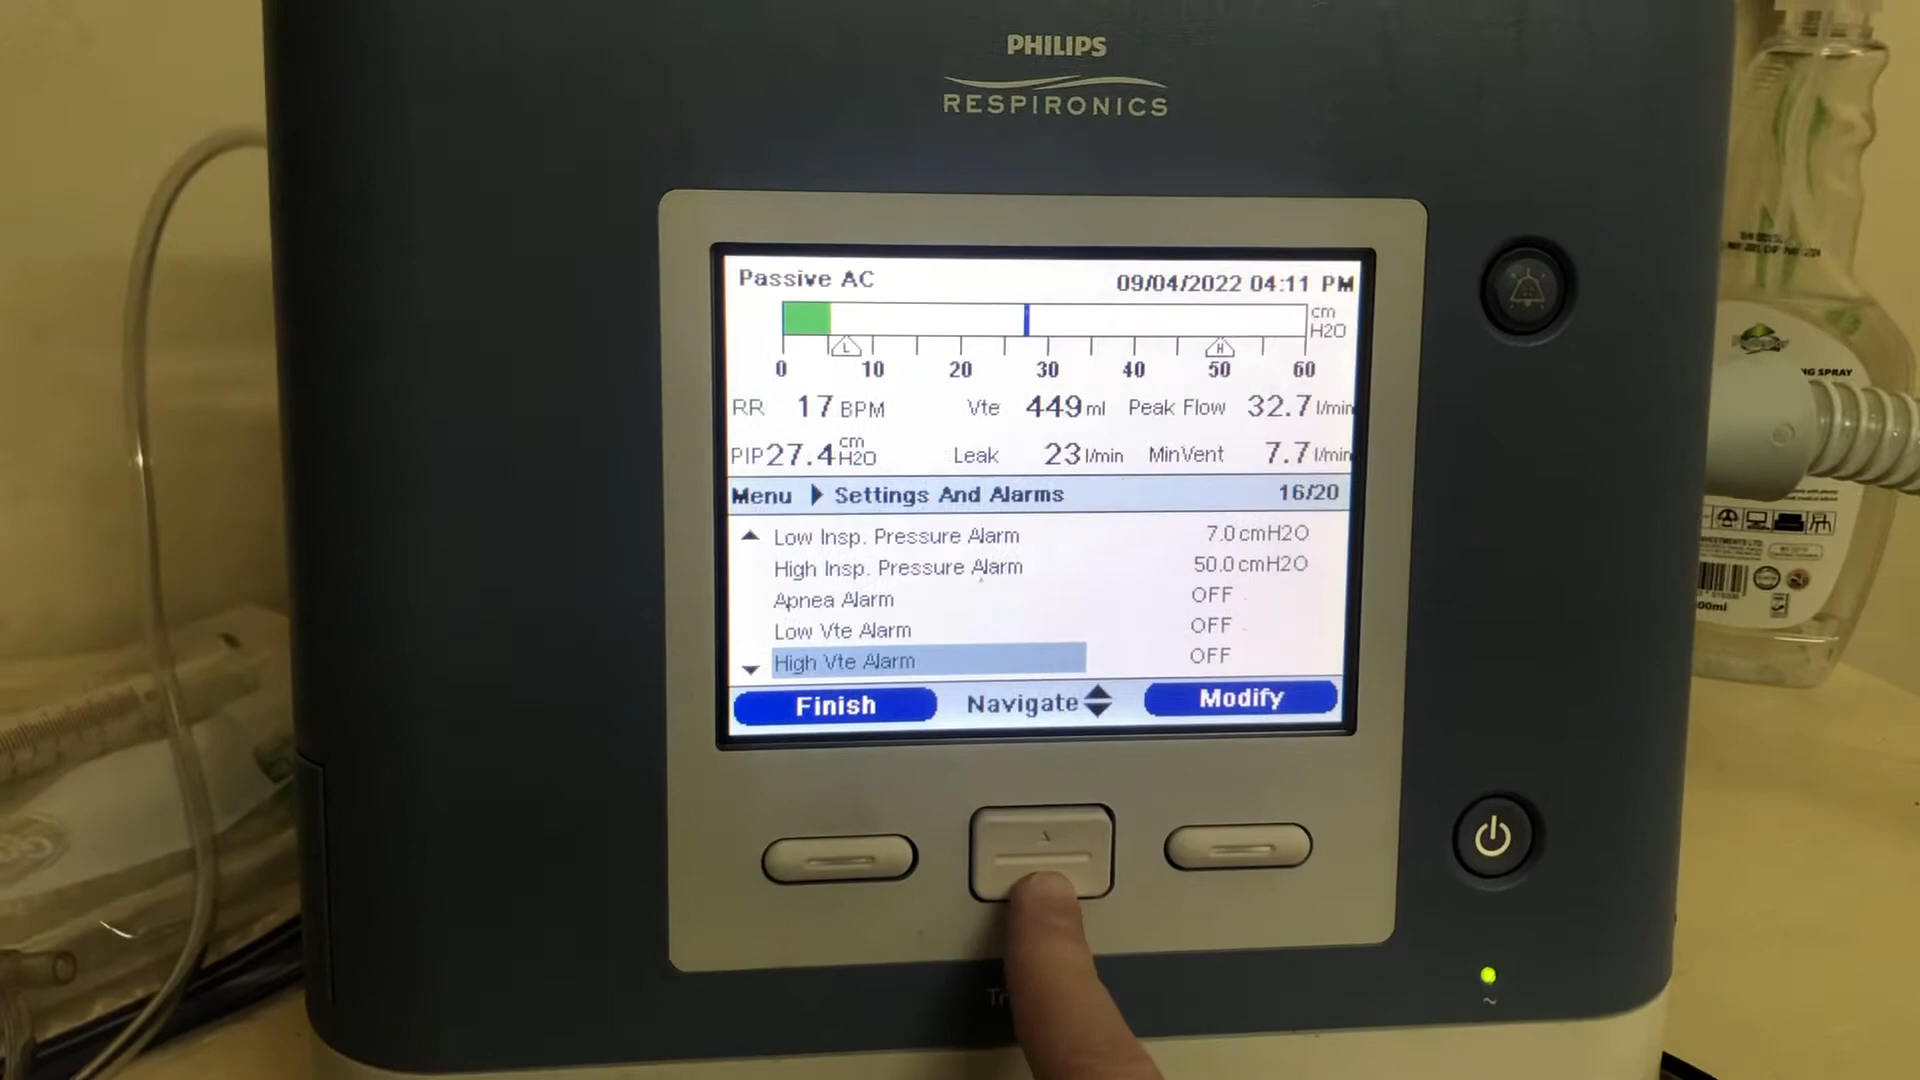 PHILIPS
RESPIRONICS
Passive AC 09/04/2022 04:11 PM
cm
H2O
L H
0 10 20 30 40 50 60
RR 17 BPM Vte 449 ml Peak Flow 32.7 l/min
PIP 27.4 cm H2O Leak 23 l/min MinVent 7.7 l/min
Menu Settings And Alarms 16/20
Low Insp. Pressure Alarm 7.0 cmH2O
High Insp. Pressure Alarm 50.0 cmH2O
Apnea Alarm OFF
Low Vte Alarm OFF
High Vte Alarm OFF
Finish Navigate Modify
NG SPRAY